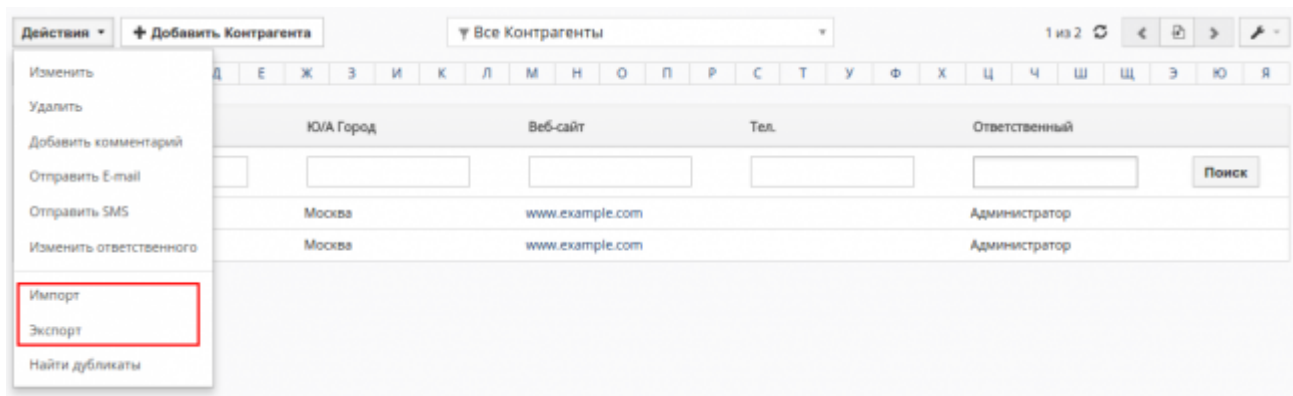 Действия + Добавить Контрагента Все Контрагенты 1 из 2
Изменить Д Е Ж З И К Л М Н О П Р С Т У Ф Х Ц Ч Ш Щ Э Ю Я
Удалить
Ю/А Город Веб-сайт Тел. Ответственный
Добавить комментарий
Отправить E-mail Поиск
Отправить SMS Москва www.example.com Администратор
Изменить ответственного Москва www.example.com Администратор
Импорт
Экспорт
Найти дубликаты